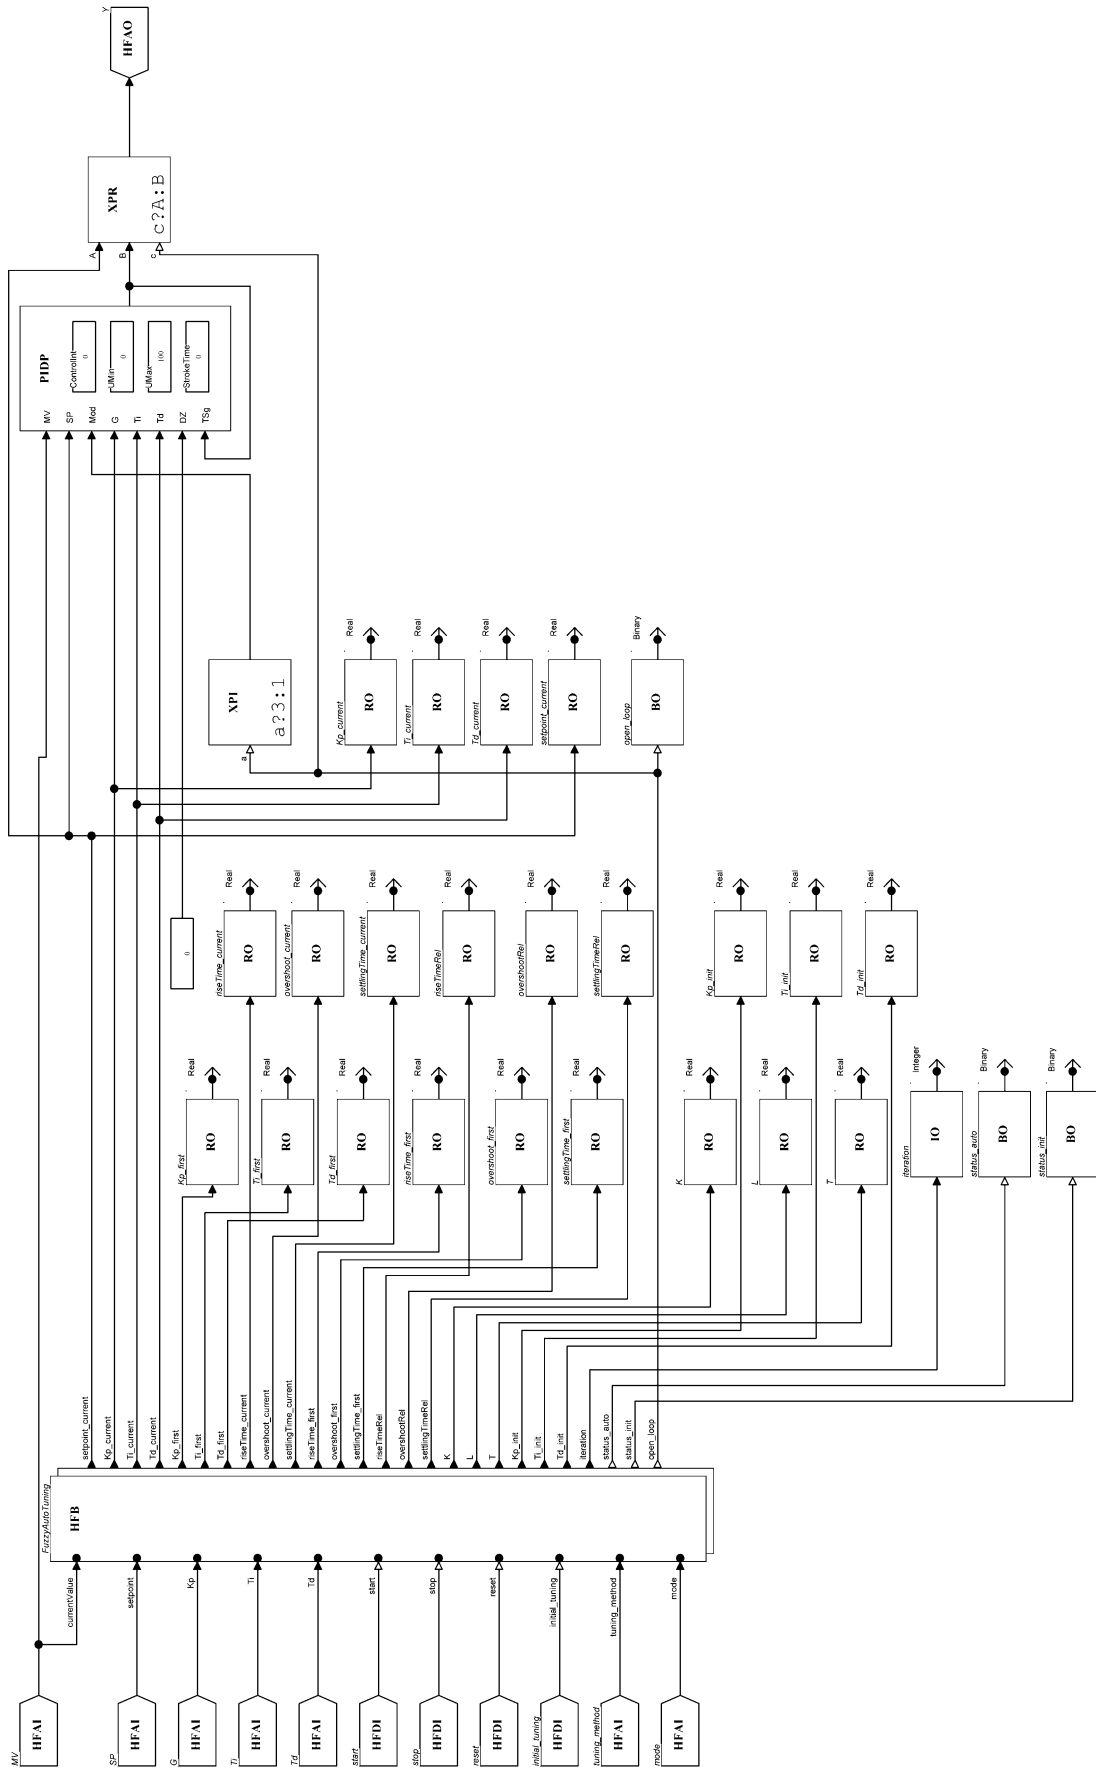 MV
HFAI
SP
HFAI
G
HFAI
Ti
HFAI
Td
HFAI
start
HFDI
stop
HFDI
reset
HFDI
initial_tuning
HFDI
tuning_method
HFAI
mode
HFAI
currentValue
setpoint
Kp
Ti
Td
start
stop
reset
initial_tuning
tuning_method
mode
FuzzyAutoTuning
HFB
setpoint_current
Kp_current
Ti_current
Td_current
Kp_first
Ti_first
Td_first
riseTime_current
overshoot_current
settlingTime_current
riseTime_first
overshoot_first
settlingTime_first
riseTimeRel
overshootRel
settlingTimeRel
K
L
T
Kp_init
Ti_init
Td_init
iteration
status_auto
status_init
open_loop
Kp_first
RO
Real
Ti_first
RO
Real
Td_first
RO
Real
riseTime_first
RO
Real
overshoot_first
RO
Real
settlingTime_first
RO
Real
K
RO
Real
L
RO
Real
T
RO
Real
iteration
IO
Integer
status_auto
BO
Binary
status_init
BO
Binary
0
riseTime_current
RO
Real
overshoot_current
RO
Real
settlingTime_current
RO
Real
riseTimeRel
RO
Real
overshootRel
RO
Real
settlingTimeRel
RO
Real
Kp_init
RO
Real
Ti_init
RO
Real
Td_init
RO
Real
a
XPI
a?3:1
Kp_current
RO
Real
Ti_current
RO
Real
Td_current
RO
Real
setpoint_current
RO
Real
open_loop
BO
Binary
PIDP
MV
SP
Mod
G
Ti
Td
DZ
TSg
ControlInt
0
UMin
0
UMax
100
StrokeTime
0
A
B
c
XPR
c?A:B
HFAO
Y